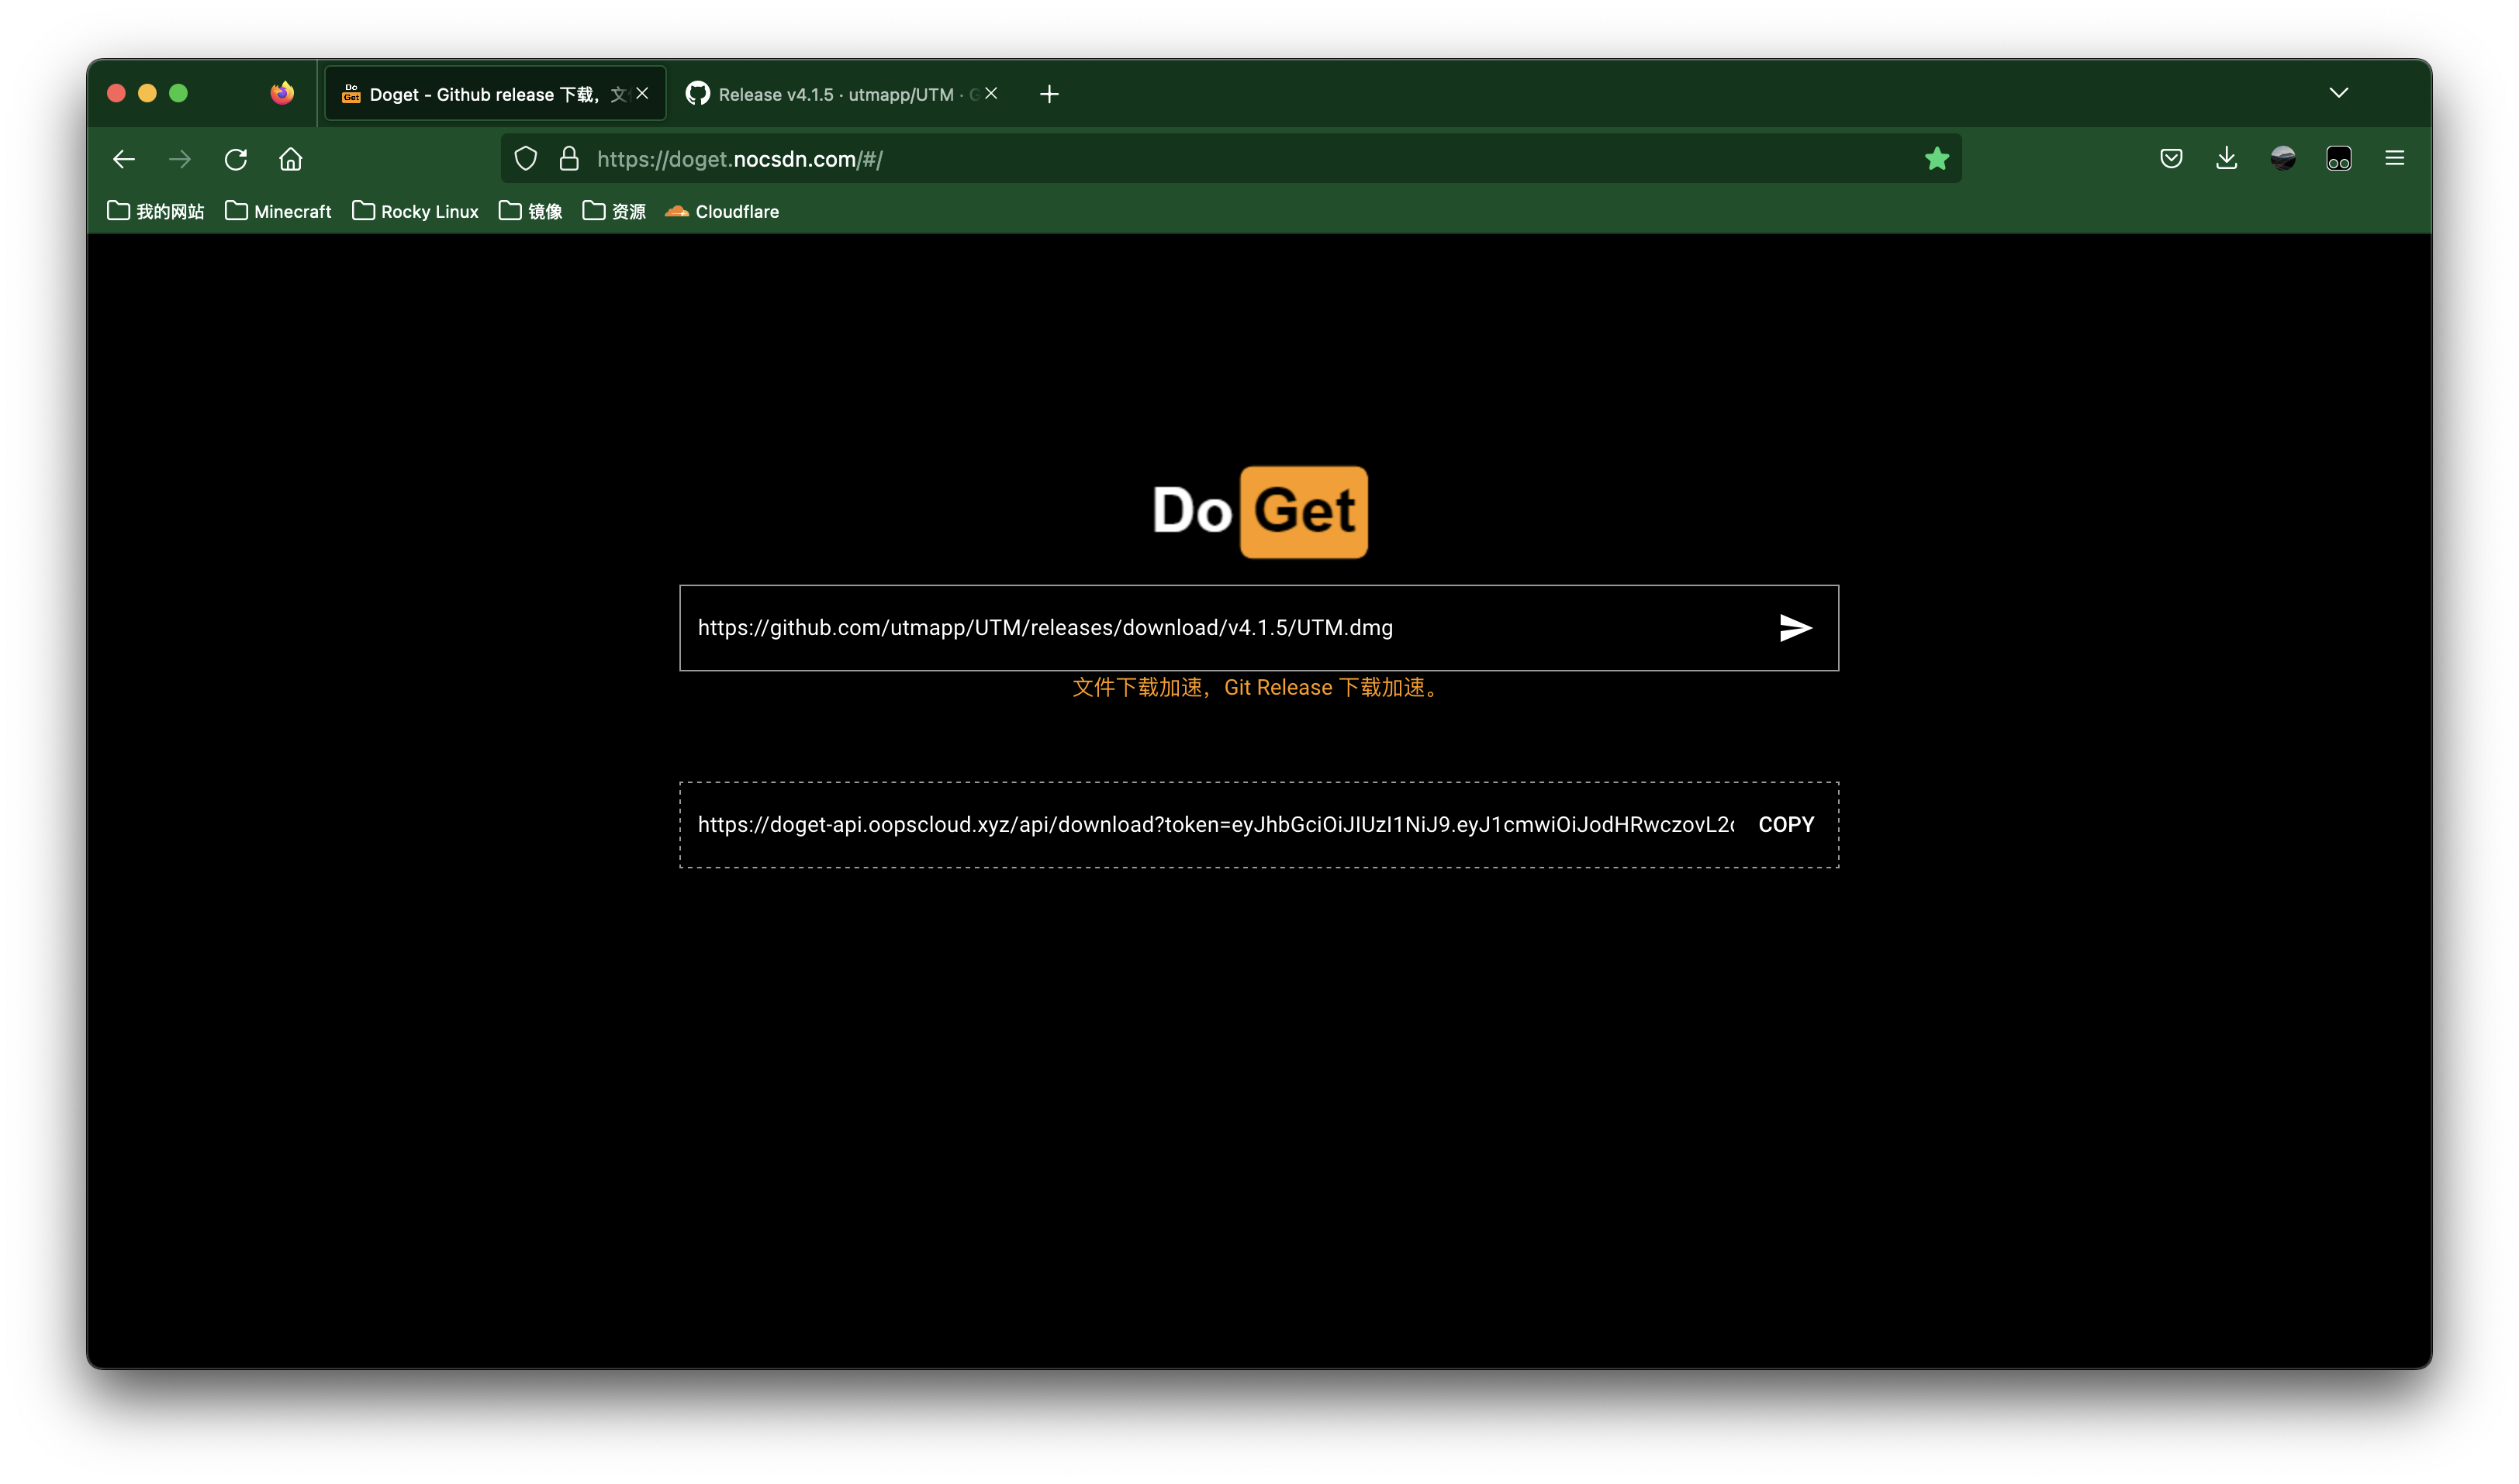 Do Get
Doget - Github release 下载，文
Release v4.1.5 · utmapp/UTM · G
https://doget.nocsdn.com/#/
我的网站 Minecraft Rocky Linux 镜像 资源 Cloudflare
Do Get
https://github.com/utmapp/UTM/releases/download/v4.1.5/UTM.dmg
文件下载加速，Git Release 下载加速。
https://doget-api.oopscloud.xyz/api/download?token=eyJhbGciOiJIUzI1NiJ9.eyJ1cmwiOiJodHRwczovL2 COPY